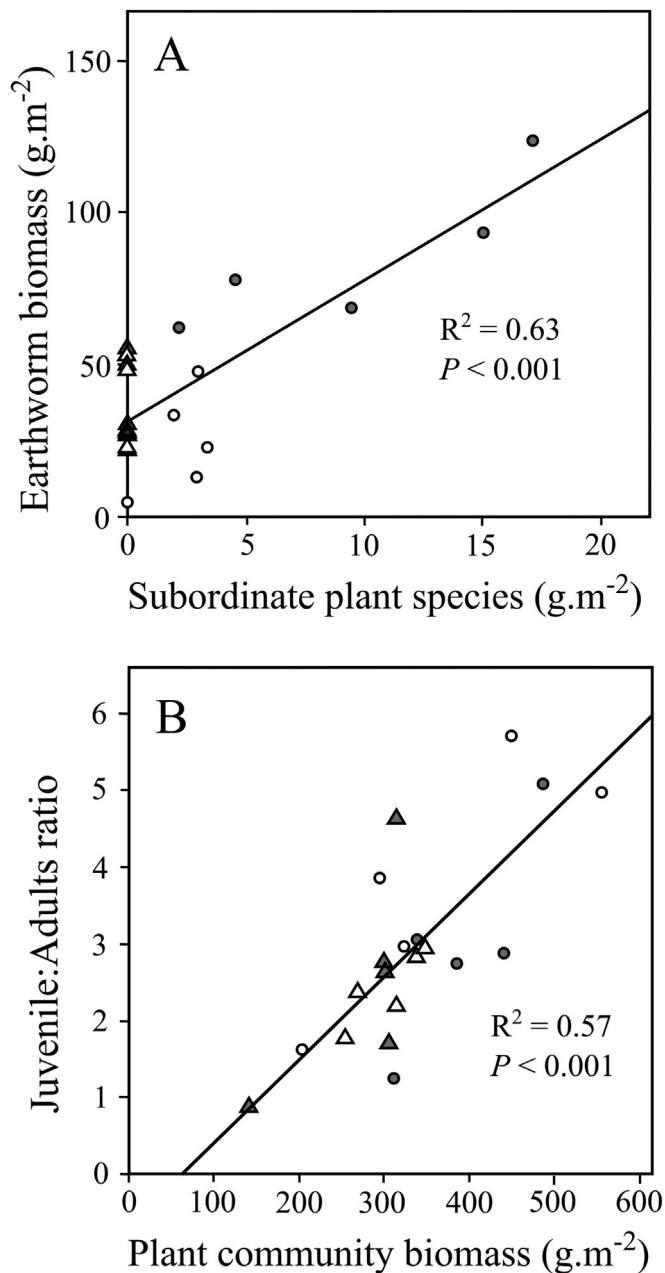 A
Earthworm biomass (g.m⁻²)
150
100
50
0
R² = 0.63
P < 0.001
0 5 10 15 20
Subordinate plant species (g.m⁻²)
B
Juvenile:Adults ratio
6
5
4
3
2
1
0
R² = 0.57
P < 0.001
0 100 200 300 400 500 600
Plant community biomass (g.m⁻²)